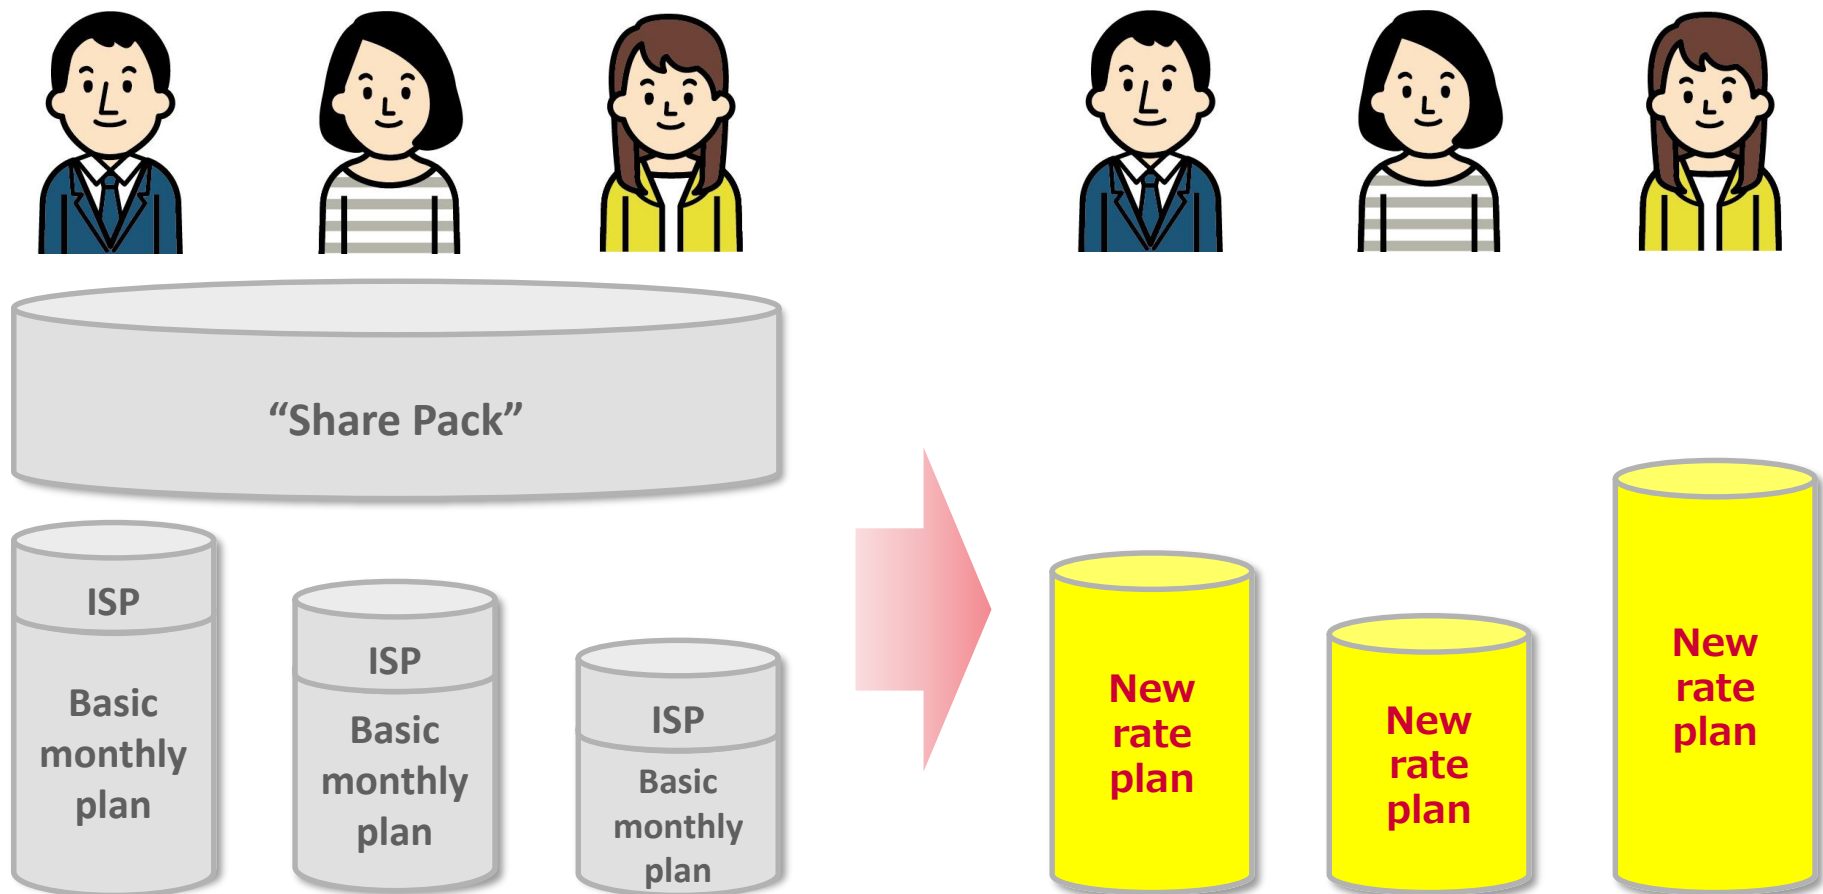 “Share Pack”
ISP
Basic
monthly
plan
ISP
Basic
monthly
plan
ISP
Basic
monthly
plan
New
rate
plan
New
rate
plan
New
rate
plan